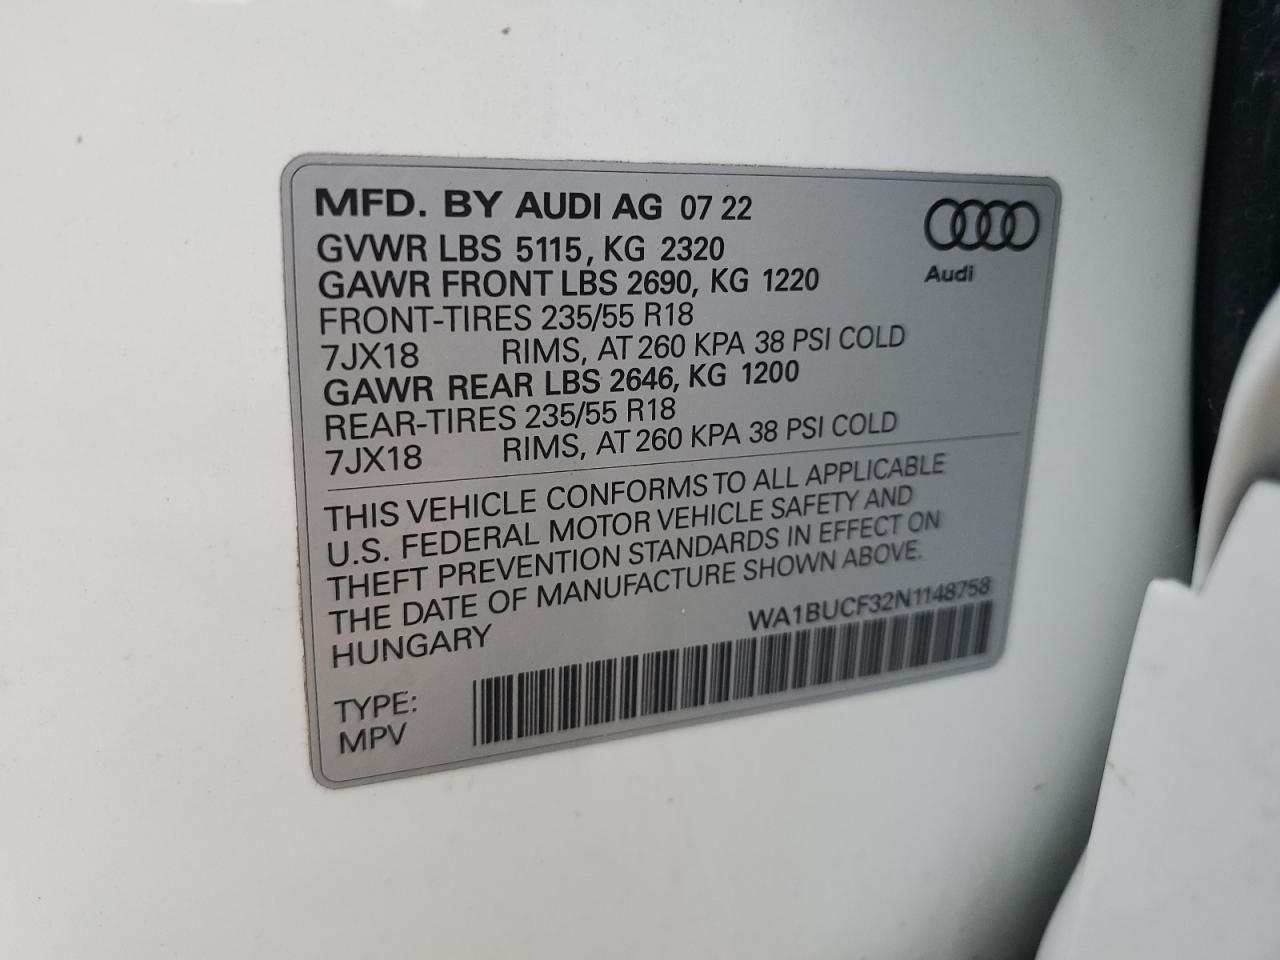 MFD. BY AUDI AG 07 22
Audi
GVWR LBS 5115, KG 2320
GAWR FRONT LBS 2690, KG 1220
FRONT-TIRES 235/55 R18
7JX18 RIMS, AT 260 KPA 38 PSI COLD
GAWR REAR LBS 2646, KG 1200
REAR-TIRES 235/55 R18
7JX18 RIMS, AT 260 KPA 38 PSI COLD
THIS VEHICLE CONFORMS TO ALL APPLICABLE
U.S. FEDERAL MOTOR VEHICLE SAFETY AND
THEFT PREVENTION STANDARDS IN EFFECT ON
THE DATE OF MANUFACTURE SHOWN ABOVE.
HUNGARY
WA1BUCF32N1148758
TYPE:
MPV